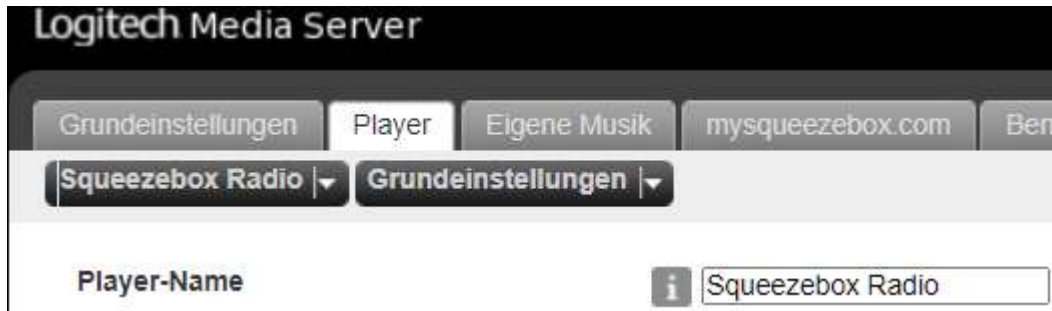 Logitech Media Server
Grundeinstellungen Player Eigene Musik mysqueezebox.com
Squeezebox Radio Grundeinstellungen
Player-Name i Squeezebox Radio